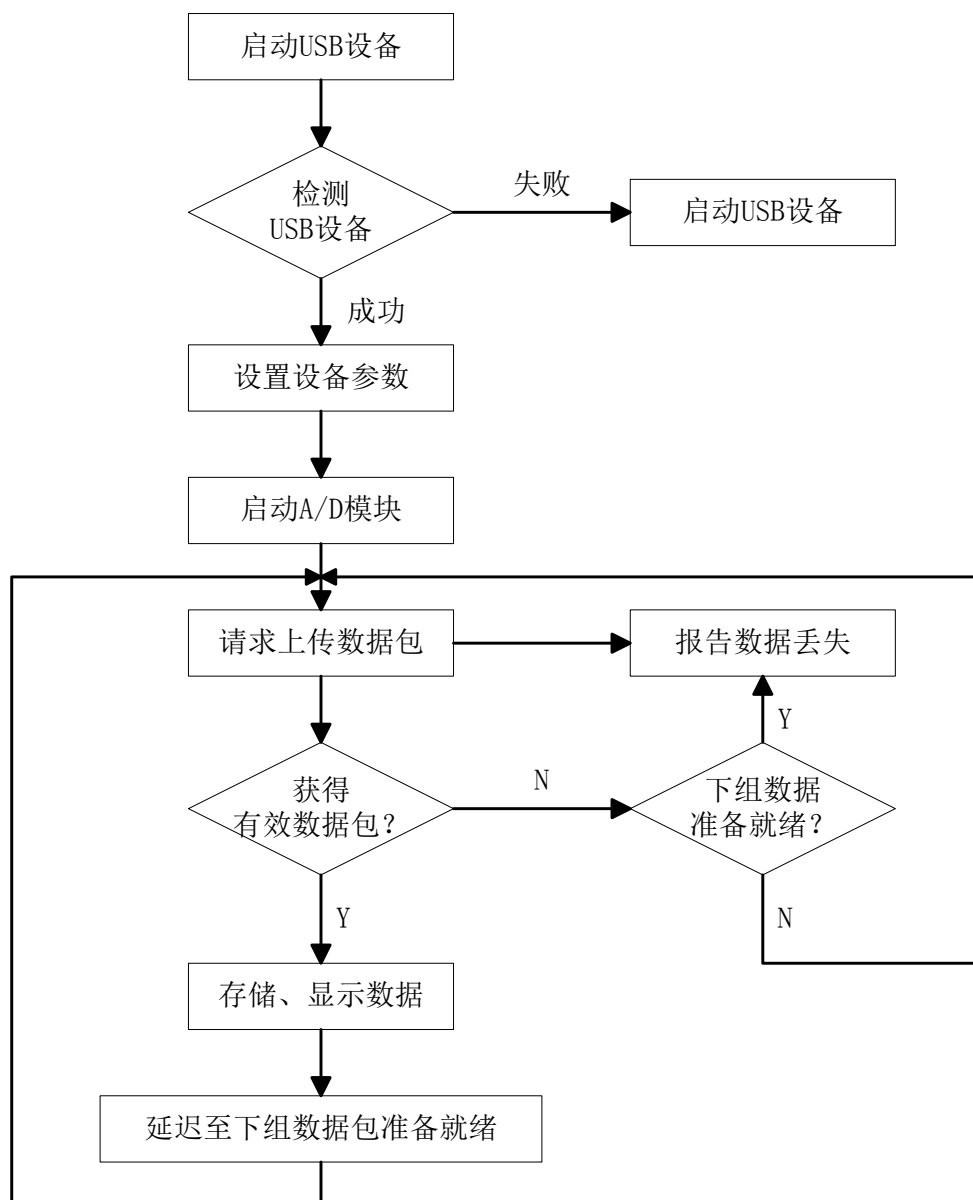 启动USB设备
检测
USB设备
失败
启动USB设备
成功
设置设备参数
启动A/D模块
请求上传数据包
报告数据丢失
Y
获得
有效数据包？
N
下组数据
准备就绪？
Y
N
存储、显示数据
延迟至下组数据包准备就绪